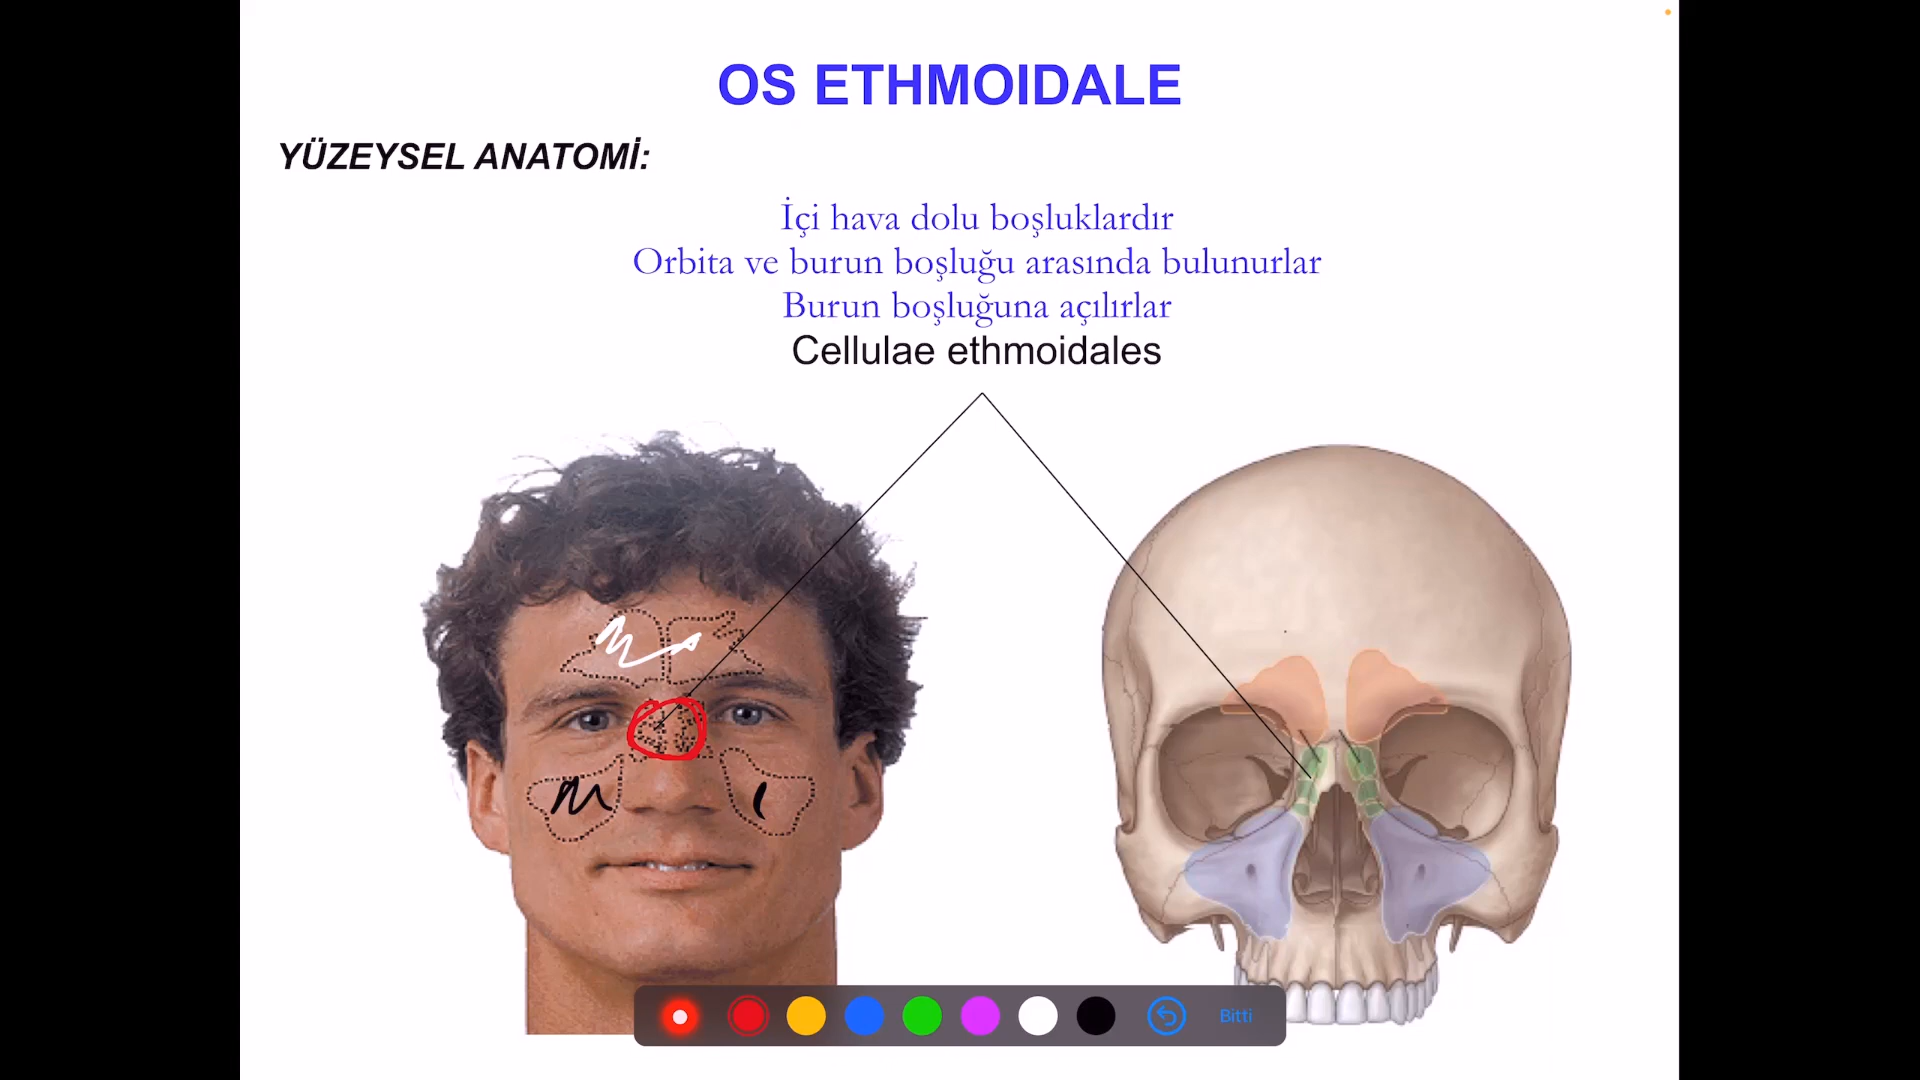 OS ETHMOIDALE
YÜZEYSEL ANATOMİ:
İçi hava dolu boşluklardır
Orbita ve burun boşluğu arasında bulunurlar
Burun boşluğuna açılırlar
Cellulae ethmoidales
Bitti